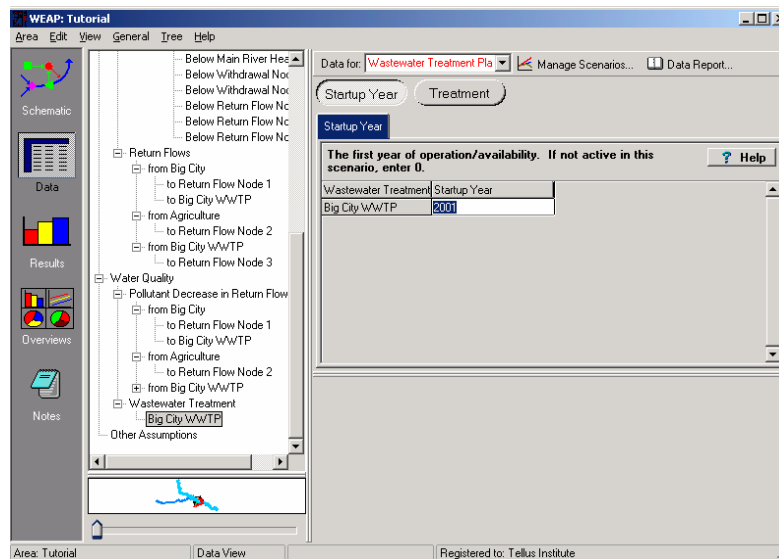 WEAP: Tutorial
Area Edit View General Tree Help
Schematic
Data
Results
Overviews
Notes
Below Main River Hea
Below Withdrawal Noc
Below Withdrawal Noc
Below Return Flow Nc
Below Return Flow Nc
Below Return Flow Nc
Return Flows
from Big City
to Return Flow Node 1
to Big City WWTP
from Agriculture
to Return Flow Node 2
from Big City WWTP
to Return Flow Node 3
Water Quality
Pollutant Decrease in Return Flow
from Big City
to Return Flow Node 1
to Big City WWTP
from Agriculture
to Return Flow Node 2
from Big City WWTP
Wastewater Treatment
Big City WWTP
Other Assumptions
Data for: Wastewater Treatment Pla Manage Scenarios... Data Report...
Startup Year Treatment
Startup Year
The first year of operation/availability. If not active in this
scenario, enter 0.
? Help
Wastewater Treatment Startup Year
Big City WWTP 2001
Area: Tutorial Data View Registered to: Tellus Institute